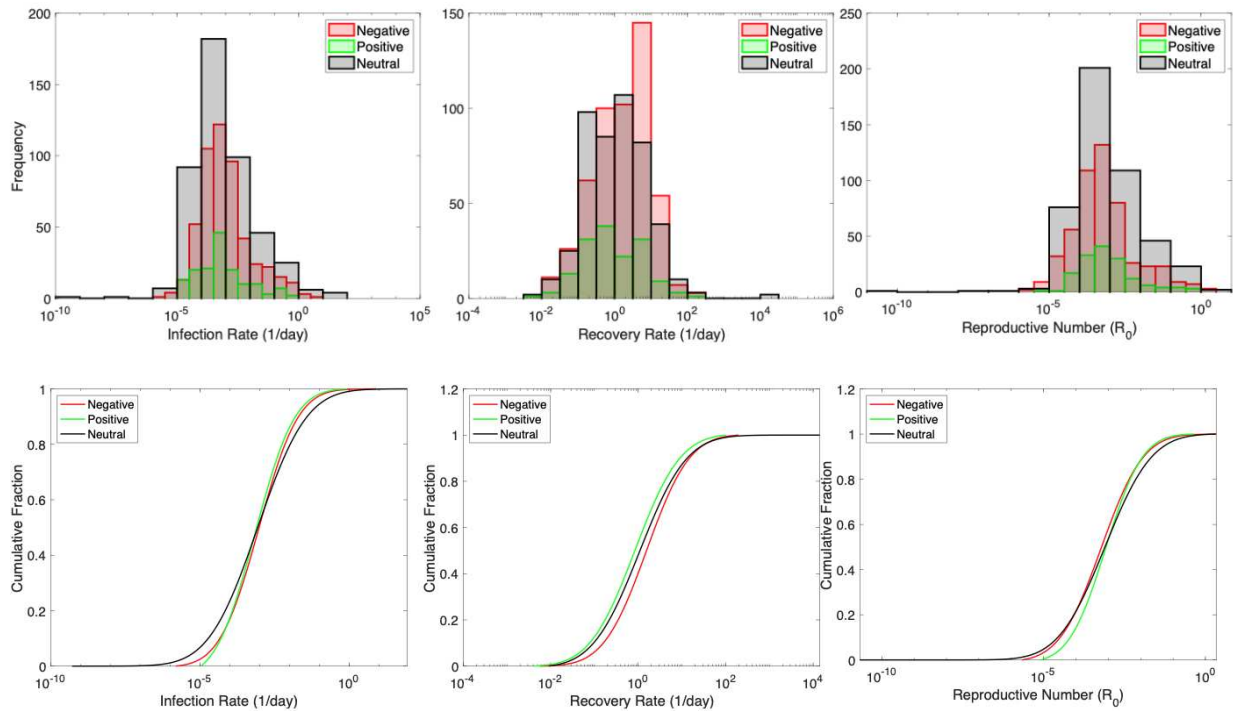 200
150
100
50
0
Frequency
10^-10
10^-5
10^0
10^5
Infection Rate (1/day)
Negative
Positive
Neutral
150
100
50
0
10^-2
10^0
10^2
10^4
10^6
Recovery Rate (1/day)
Negative
Positive
Neutral
250
200
150
100
50
0
10^-10
10^-5
10^0
Reproductive Number (R_0)
Negative
Positive
Neutral
1
0.8
0.6
0.4
0.2
0
Cumulative Fraction
10^-10
10^-5
10^0
Infection Rate (1/day)
Negative
Positive
Neutral
1.2
1
0.8
0.6
0.4
0.2
0
Cumulative Fraction
10^-4
10^-2
10^0
10^2
10^4
Recovery Rate (1/day)
Negative
Positive
Neutral
1.2
1
0.8
0.6
0.4
0.2
0
Cumulative Fraction
10^-10
10^-5
10^0
Reproductive Number (R_0)
Negative
Positive
Neutral